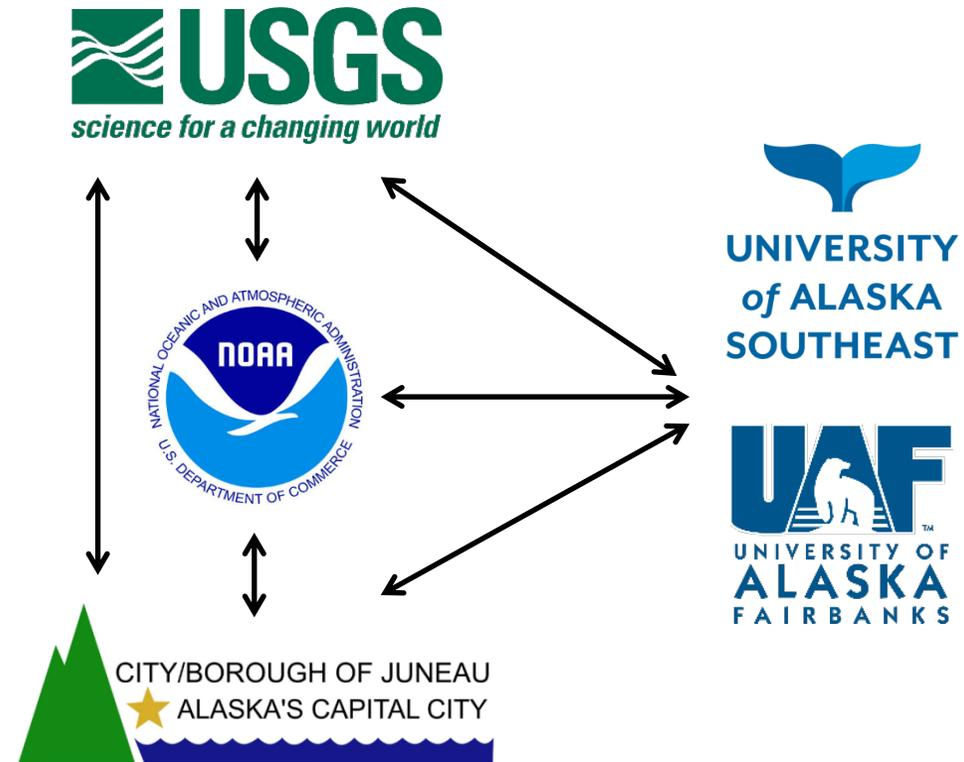 USGS
science for a changing world
NATIONAL OCEANIC AND ATMOSPHERIC ADMINISTRATION
NOAA
U.S. DEPARTMENT OF COMMERCE
UNIVERSITY
of ALASKA
SOUTHEAST
UAF
TM
UNIVERSITY OF
ALASKA
FAIRBANKS
CITY/BOROUGH OF JUNEAU
ALASKA'S CAPITAL CITY